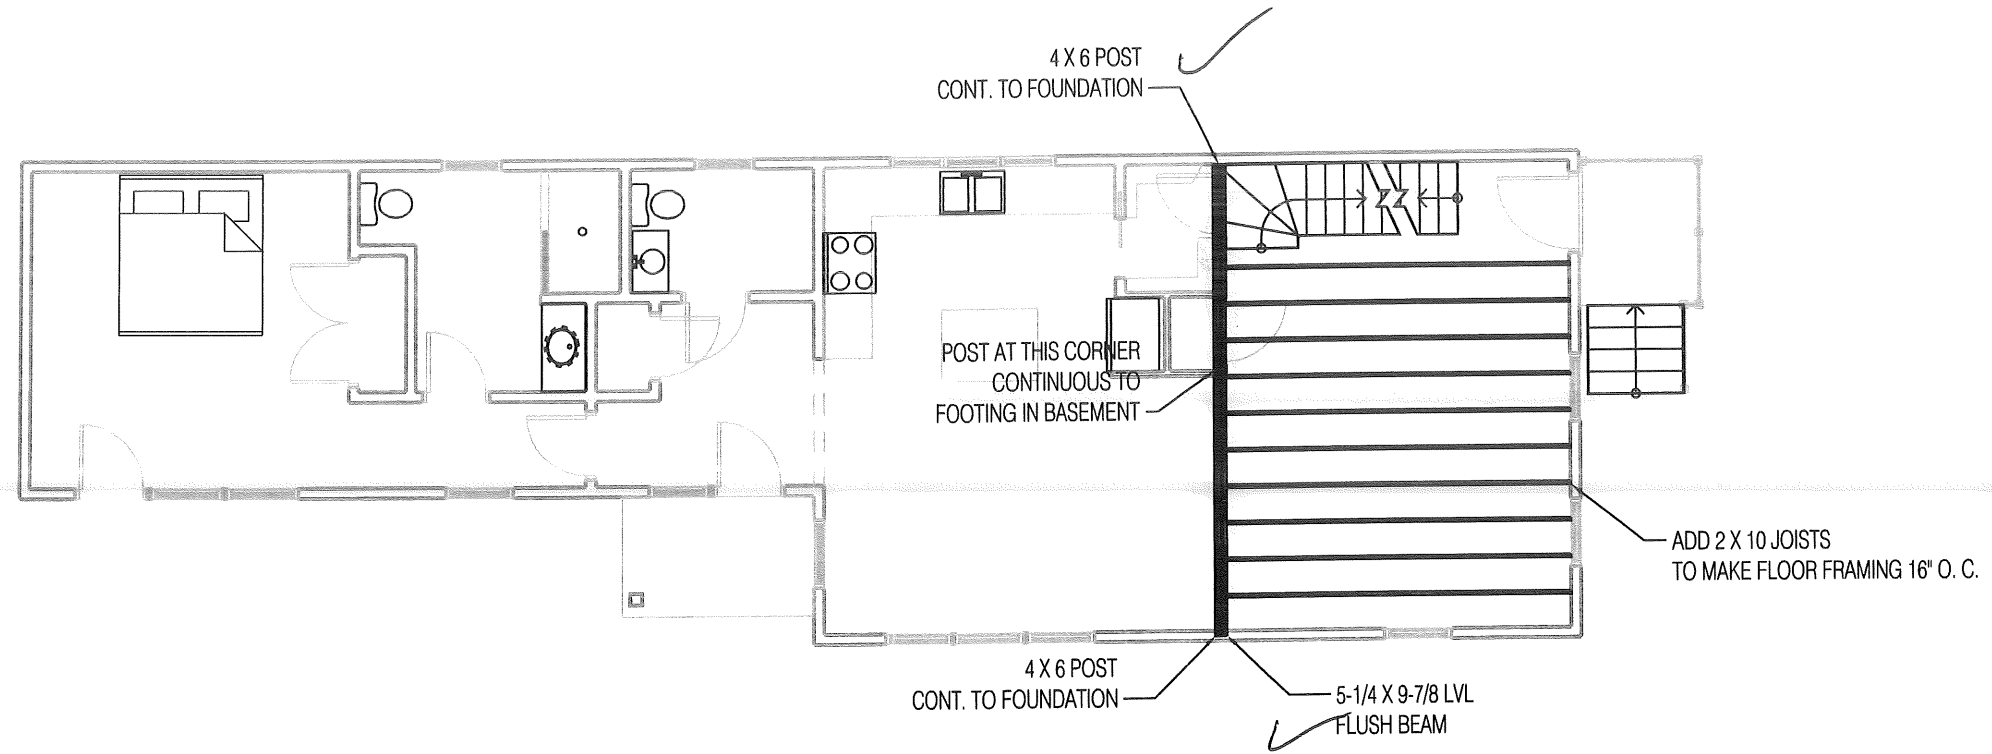 4 X 6 POST
CONT. TO FOUNDATION
POST AT THIS CORNER
CONTINUOUS TO
FOOTING IN BASEMENT
ADD 2 X 10 JOISTS
TO MAKE FLOOR FRAMING 16" O. C.
4 X 6 POST
CONT. TO FOUNDATION
5-1/4 X 9-7/8 LVL
FLUSH BEAM